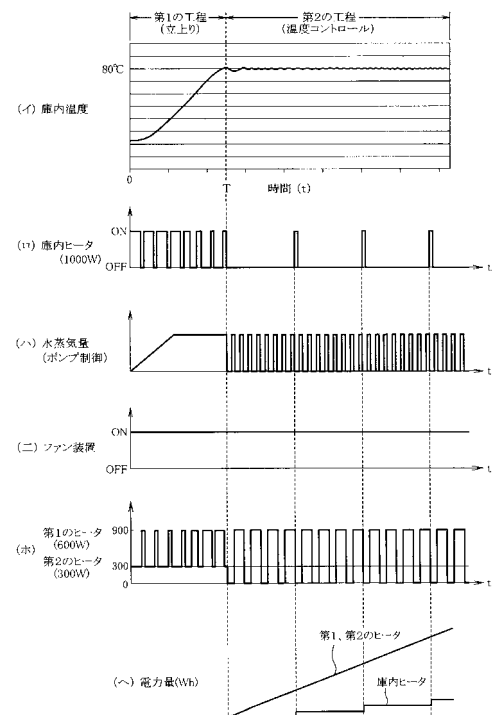 第1の工程
(立上り)
第2の工程
(温度コントロール)
80℃
(イ) 庫内温度
0
T
時間 (t)
(ロ) 庫内ヒータ
(1000W)
ON
OFF
t
(ハ) 水蒸気量
(ポンプ制御)
t
(ニ) ファン装置
ON
OFF
t
(ホ) 第1のヒータ
(600W)
第2のヒータ
(300W)
900
300
0
t
第1、第2のヒータ
(ヘ) 電力量(Wh)
庫内ヒータ